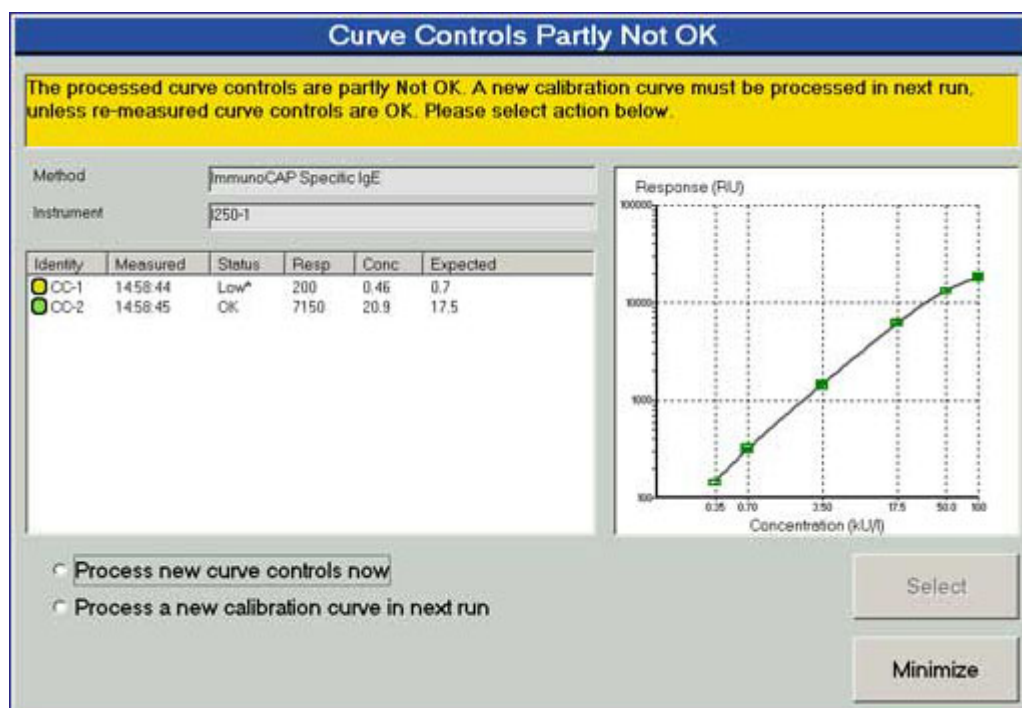 Curve Controls Partly Not OK
The processed curve controls are partly Not OK. A new calibration curve must be processed in next run,
unless re-measured curve controls are OK. Please select action below.
Method ImmunoCAP Specific IgE
Instrument I250-1
Identity Measured Status Resp Conc Expected
CC-1 14:58:44 Low^ 200 0.46 0.7
CC-2 14:58:45 OK 7150 20.9 17.5
Response (RU)
100000
10000
1000
100
0.35 0.70 3.50 17.5 50.0 100
Concentration (kU/l)
Process new curve controls now
Process a new calibration curve in next run
Select
Minimize